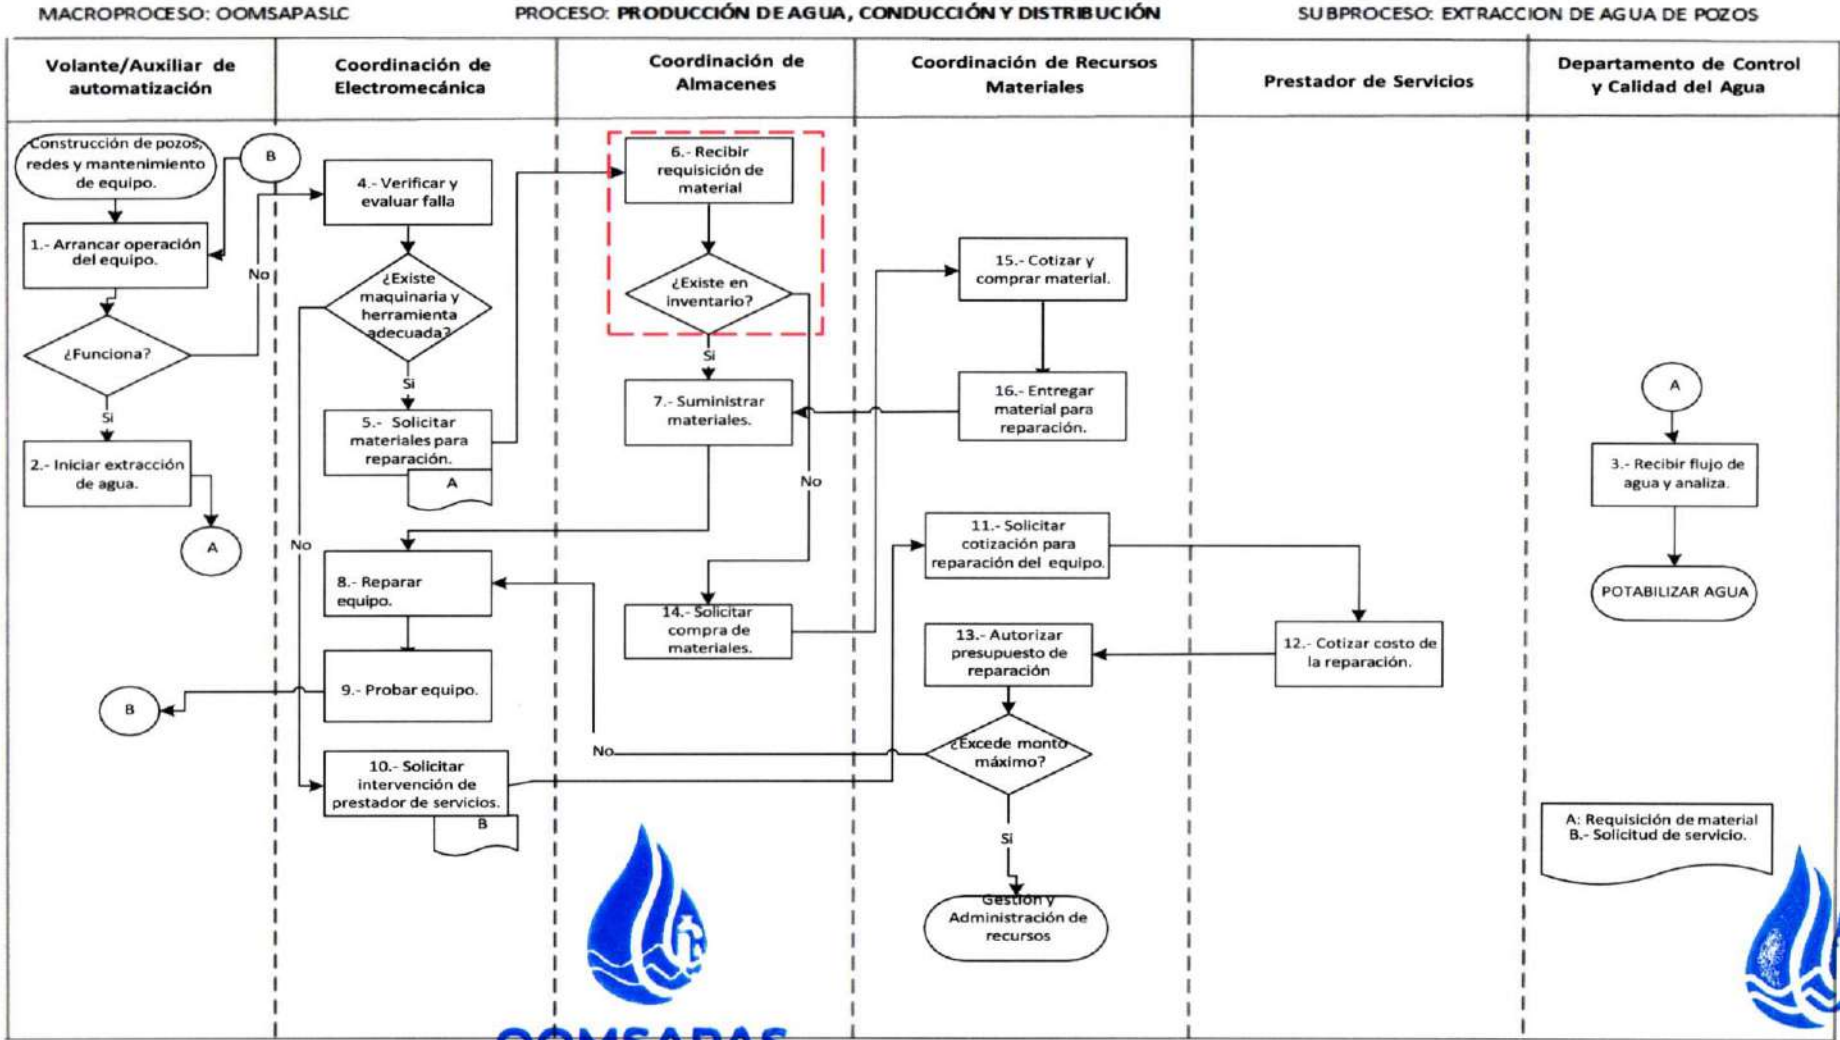 MACROPROCESO: OOMSAPASLC
PROCESO: PRODUCCIÓN DE AGUA, CONDUCCIÓN Y DISTRIBUCIÓN
SUBPROCESO: EXTRACCION DE AGUA DE POZOS
Volante/Auxiliar de
automatización
Coordinación de
Electromecánica
Coordinación de
Almacenes
Coordinación de Recursos
Materiales
Prestador de Servicios
Departamento de Control
y Calidad del Agua
Construcción de pozos,
redes y mantenimiento
de equipo.
B
1.- Arrancar operación
del equipo.
No
¿Funciona?
Si
2.- Iniciar extracción
de agua.
A
B
4.- Verificar y
evaluar falla
¿Existe
maquinaria y
herramienta
adecuada?
Si
5.- Solicitar
materiales para
reparación.
A
No
8.- Reparar
equipo.
9.- Probar equipo.
10.- Solicitar
intervención de
prestador de servicios.
B
6.- Recibir
requisición de
material
¿Existe en
inventario?
Si
7.- Suministrar
materiales.
No
14.- Solicitar
compra de
materiales.
No
15.- Cotizar y
comprar material.
16.- Entregar
material para
reparación.
11.- Solicitar
cotización para
reparación del equipo.
13.- Autorizar
presupuesto de
reparación
¿Excede monto
máximo?
Si
Gestión y
Administración de
recursos
12.- Cotizar costo de
la reparación.
A
3.- Recibir flujo de
agua y analiza.
POTABILIZAR AGUA
A: Requisición de material
B.- Solicitud de servicio.
OOMSAPAS